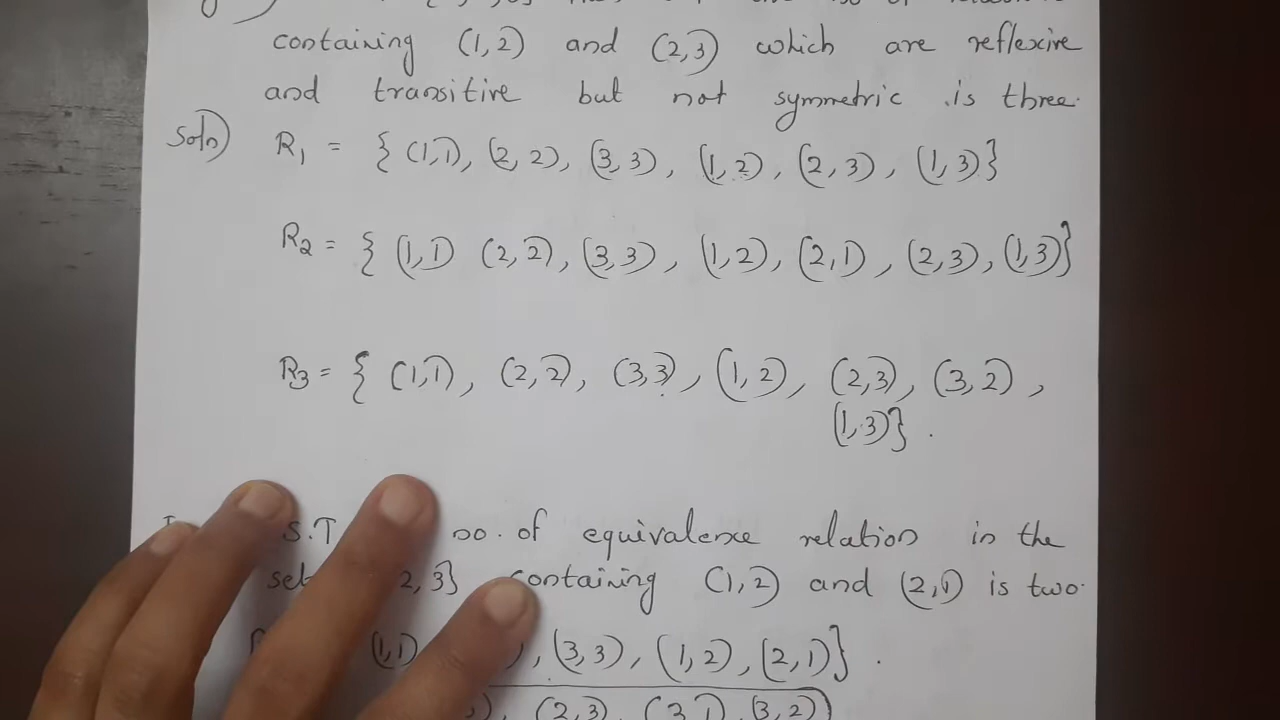 containing (1,2) and (2,3) which are reflexive
and transitive but not symmetric is three.
Soln) R1 = { (1,1), (2,2), (3,3), (1,2), (2,3), (1,3)}
R2 = { (1,1) (2,2), (3,3), (1,2), (2,1), (2,3), (1,3)}
R3 = { (1,1), (2,2), (3,3), (1,2), (2,3), (3,2),
(1,3)} .
S.T no. of equivalence relation in the
2,3} containing (1,2) and (2,1) is two.
(1,1) , (3,3), (1,2), (2,1)} .
, (2,3), (3,1), (3,2)